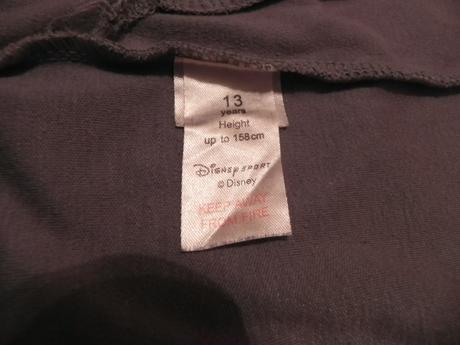 13
years
Height
up to 158cm
DISNEY SPORT
© Disney
KEEP AWAY
FROM FIRE